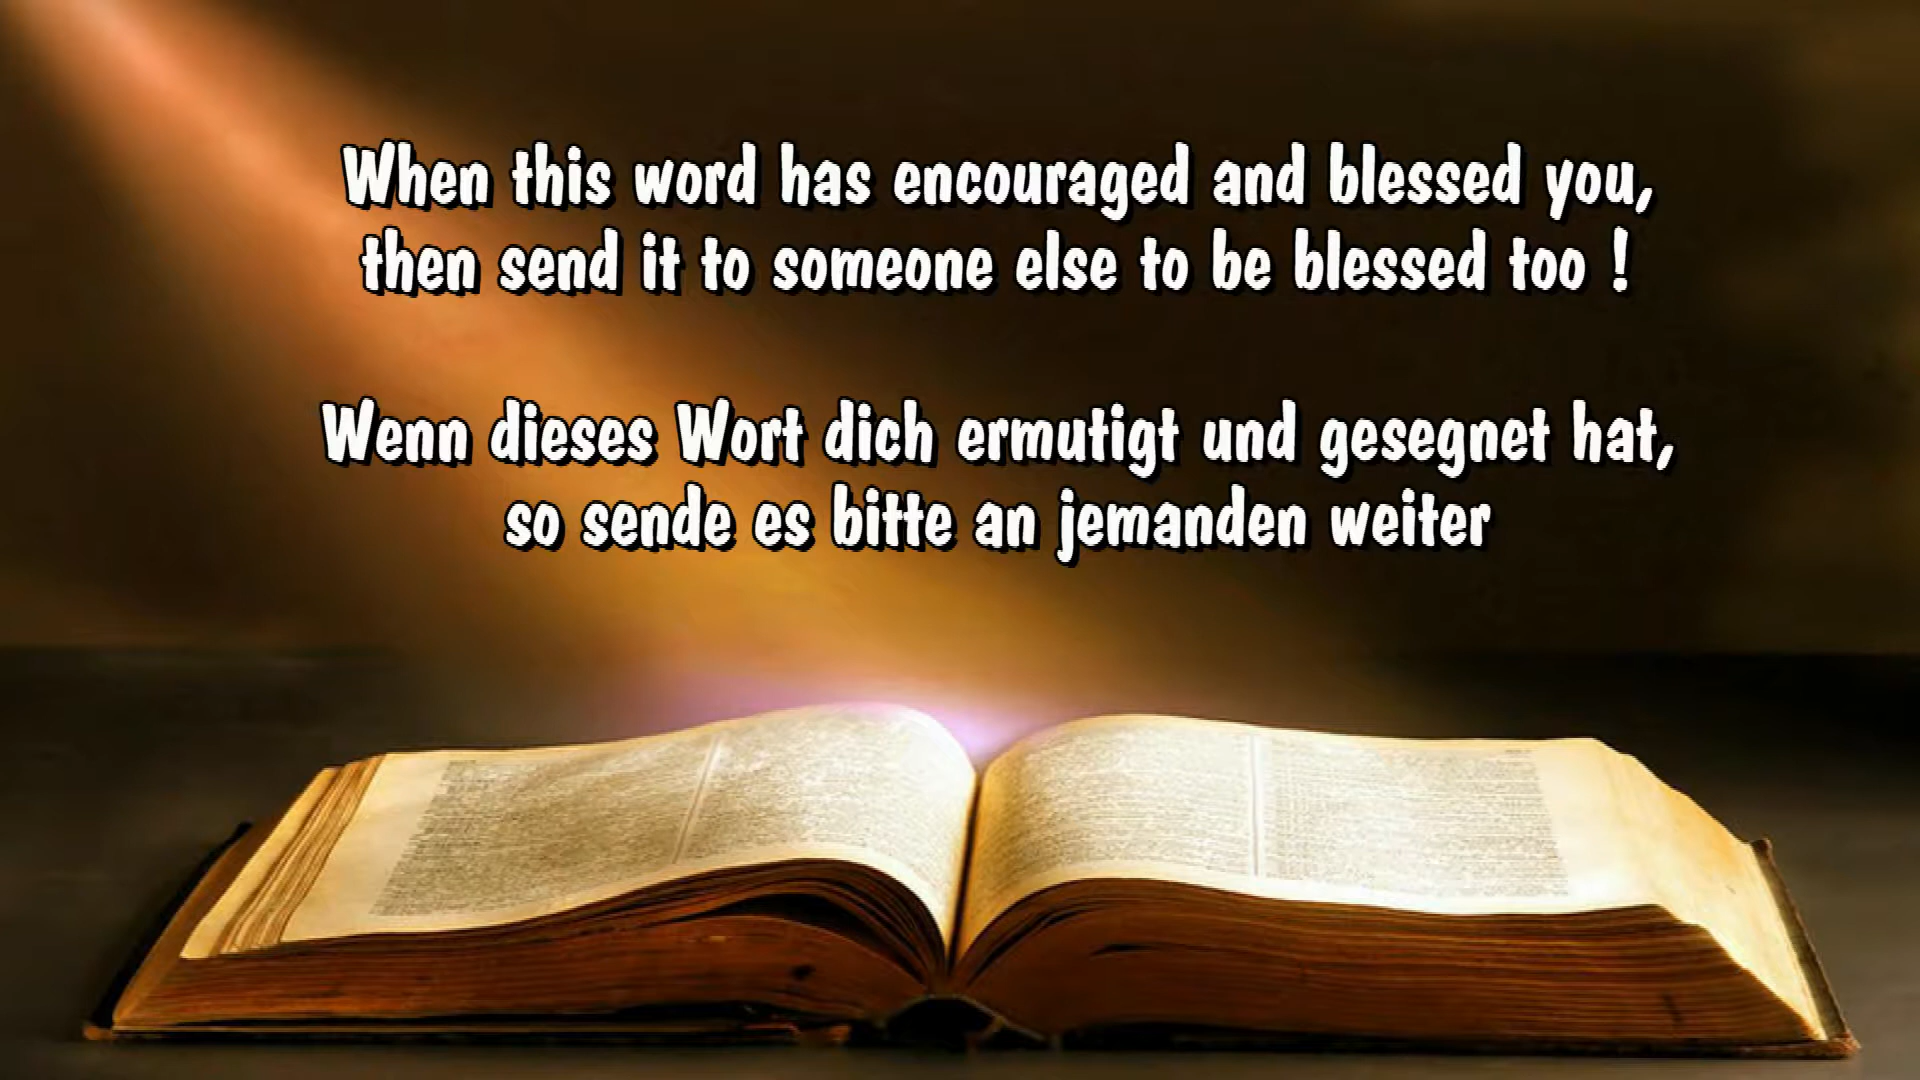 When this word has encouraged and blessed you,
then send it to someone else to be blessed too !
Wenn dieses Wort dich ermutigt und gesegnet hat,
so sende es bitte an jemanden weiter